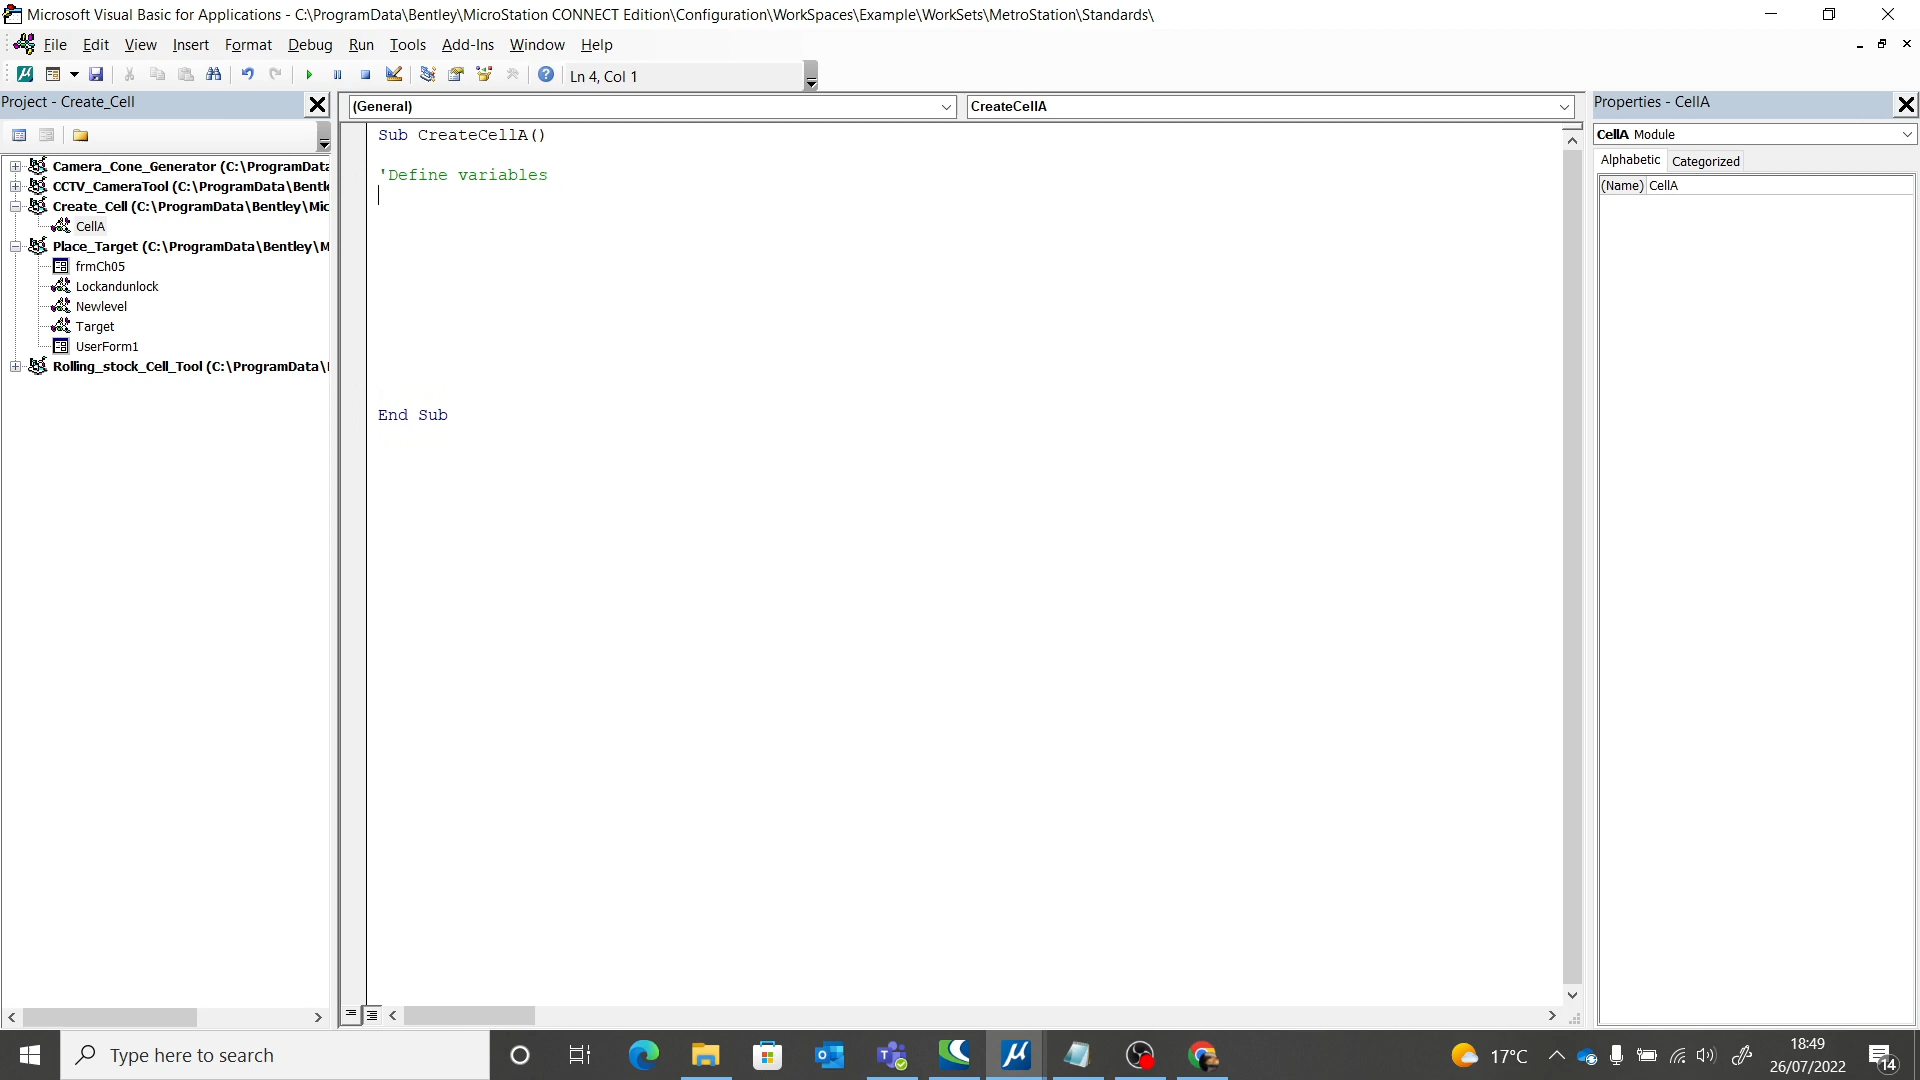 Microsoft Visual Basic for Applications - C:\ProgramData\Bentley\MicroStation CONNECT Edition\Configuration\WorkSpaces\Example\WorkSets\MetroStation\Standards\
File Edit View Insert Format Debug Run Tools Add-Ins Window Help
Ln 4, Col 1
Project - Create_Cell
(General)
CreateCellA
Properties - CellA
Camera_Cone_Generator (C:\ProgramData
CCTV_CameraTool (C:\ProgramData\Bentle
Create_Cell (C:\ProgramData\Bentley\Mic
CellA
Place_Target (C:\ProgramData\Bentley\M
frmCh05
Lockandunlock
Newlevel
Target
UserForm1
Rolling_stock_Cell_Tool (C:\ProgramData\
Sub CreateCellA()
'Define variables
End Sub
CellA Module
Alphabetic Categorized
(Name) CellA
Type here to search
17°C
18:49
26/07/2022
14